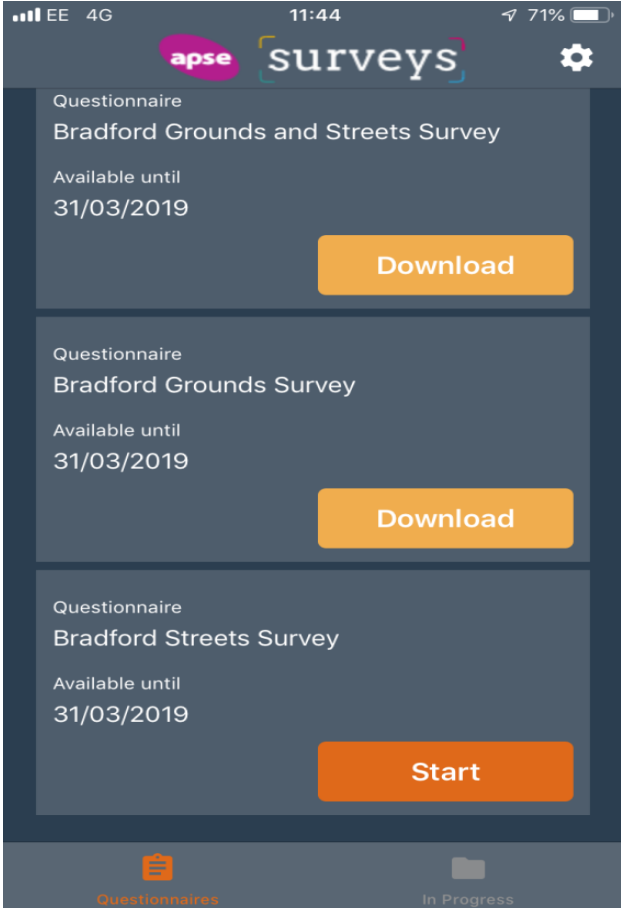 EE 4G 11:44 71%
apse surveys
Questionnaire
Bradford Grounds and Streets Survey
Available until
31/03/2019
Download
Questionnaire
Bradford Grounds Survey
Available until
31/03/2019
Download
Questionnaire
Bradford Streets Survey
Available until
31/03/2019
Start
Questionnaires In Progress